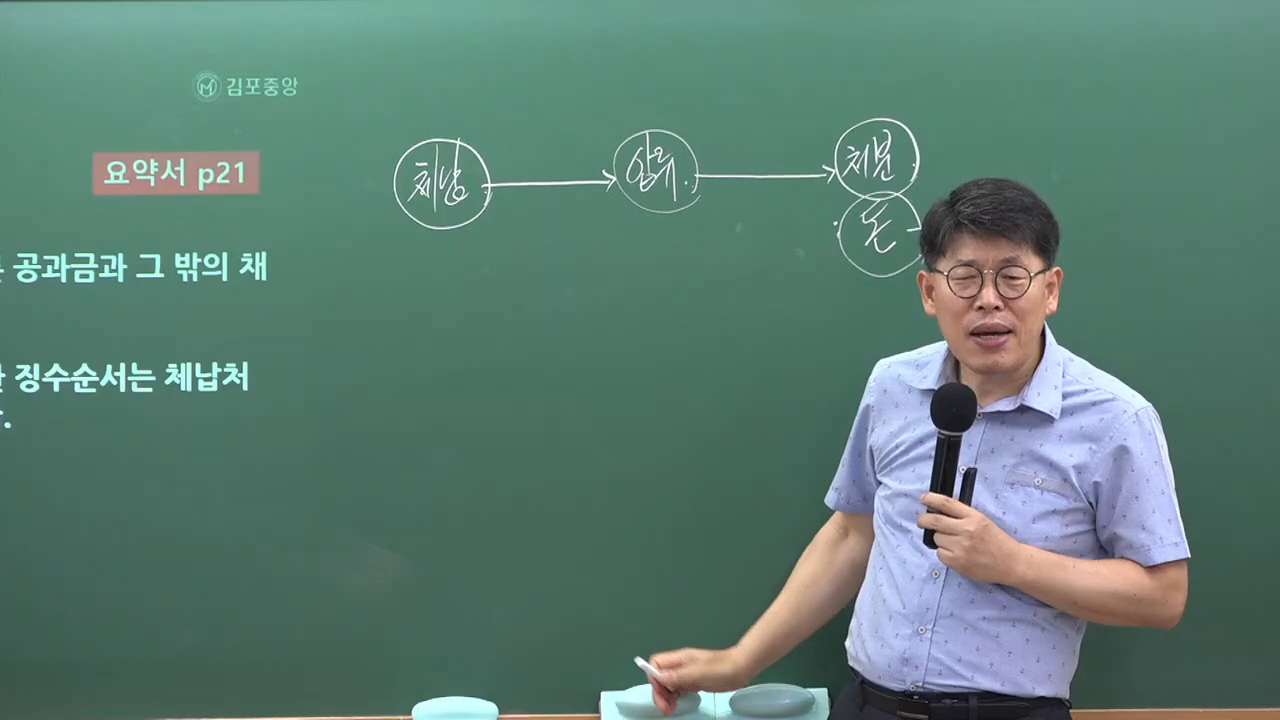 김포중앙
요약서 p21
체납
압류
처분
돈
공과금과 그 밖의 채
징수순서는 체납처